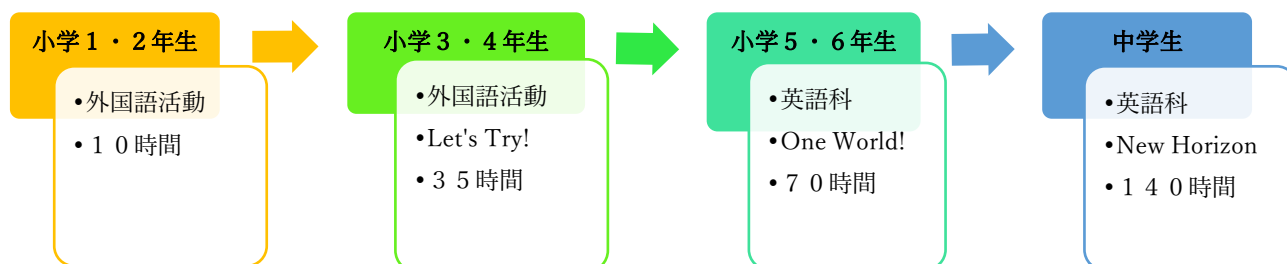 小学１・２年生
•外国語活動
•１０時間
小学３・４年生
•外国語活動
•Let's Try!
•３５時間
小学５・６年生
•英語科
•One World!
•７０時間
中学生
•英語科
•New Horizon
•１４０時間